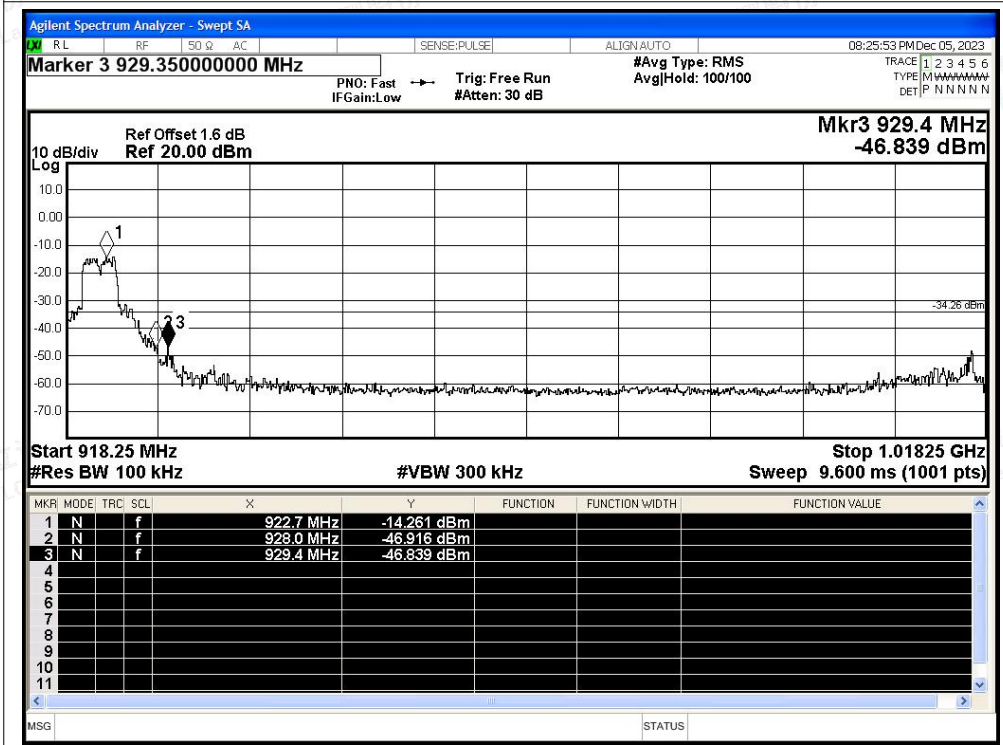 Agilent Spectrum Analyzer - Swept SA
LXI RL RF 50 Ω AC SENSE:PULSE ALIGN AUTO 08:25:53 PM Dec 05, 2023
Marker 3 929.350000000 MHz
PNO: Fast
IFGain:Low
Trig: Free Run
#Atten: 30 dB
#Avg Type: RMS
Avg|Hold: 100/100
TRACE 1 2 3 4 5 6
TYPE M
DET P N N N N N
Mkr3 929.4 MHz
-46.839 dBm
Ref Offset 1.6 dB
10 dB/div Ref 20.00 dBm
Log
10.0
0.00
-10.0
-20.0
-30.0
-40.0
-50.0
-60.0
-70.0
1
2 3
-34.26 dBm
Start 918.25 MHz Stop 1.01825 GHz
#Res BW 100 kHz #VBW 300 kHz Sweep 9.600 ms (1001 pts)
MKR MODE TRC SCL X Y FUNCTION FUNCTION WIDTH FUNCTION VALUE
1 N f 922.7 MHz -14.261 dBm
2 N f 928.0 MHz -46.916 dBm
3 N f 929.4 MHz -46.839 dBm
4
5
6
7
8
9
10
11
MSG STATUS